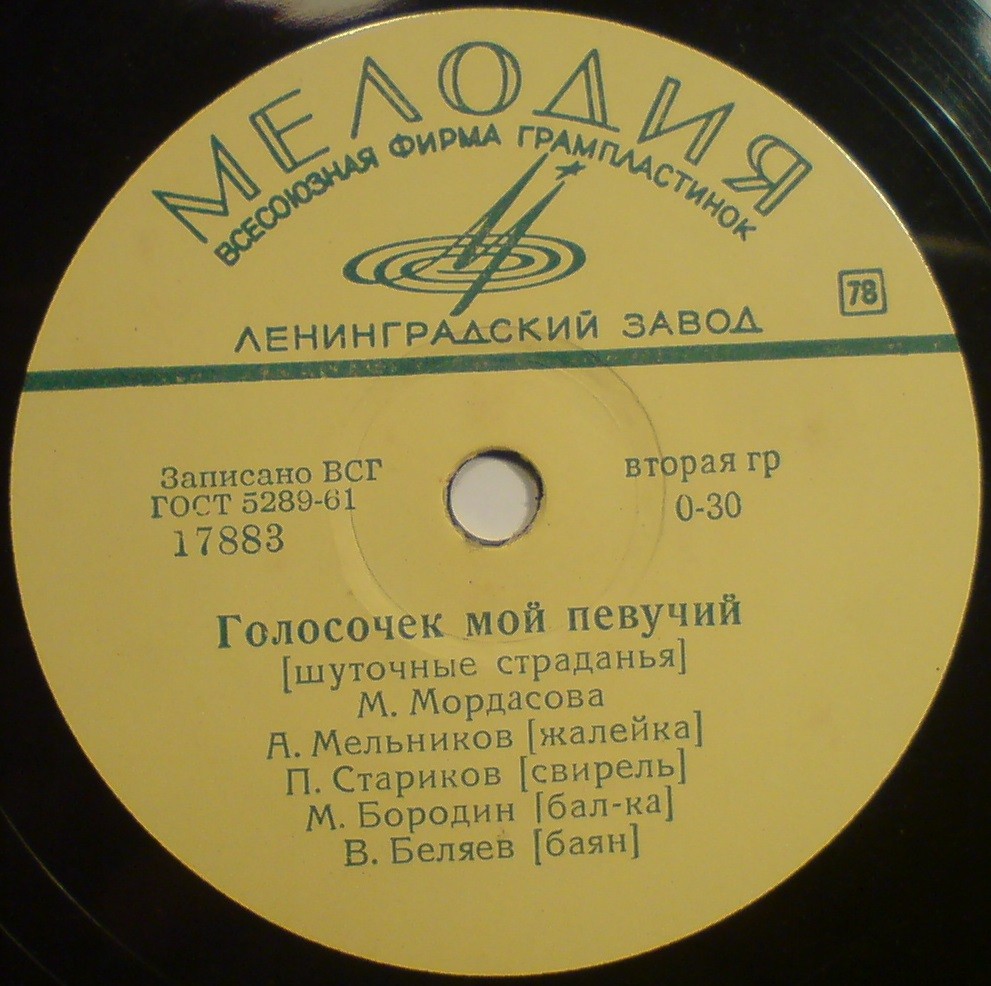 МЕЛОДИЯ
ВСЕСОЮЗНАЯ ФИРМА ГРАМПЛАСТИНОК
78
ЛЕНИНГРАДСКИЙ ЗАВОД
Записано ВСГ
ГОСТ 5289-61
17883
вторая гр
0-30
Голосочек мой певучий
[шуточные страданья]
М. Мордасова
А. Мельников [жалейка]
П. Стариков [свирель]
М. Бородин [бал-ка]
В. Беляев [баян]